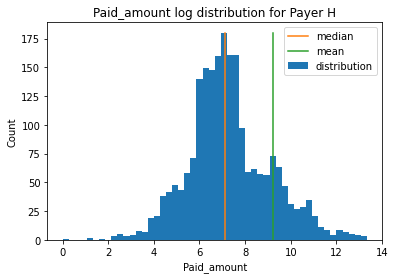 Paid_amount log distribution for Payer H
median
mean
distribution
175
150
125
100
75
50
25
0
Count
0 2 4 6 8 10 12 14
Paid_amount